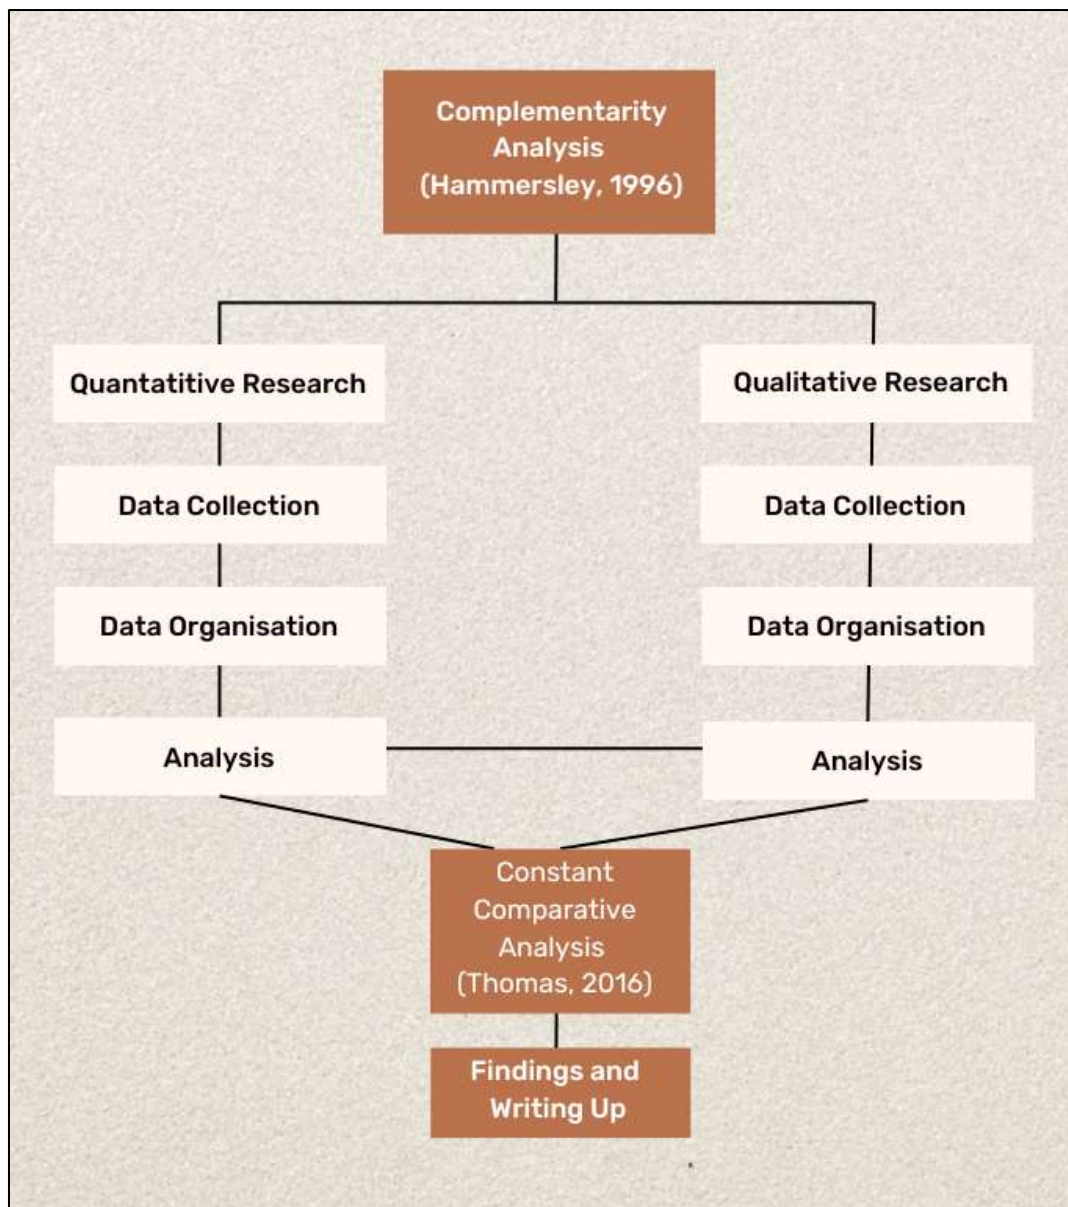 Complementarity
Analysis
(Hammersley, 1996)
Quantatitive Research
Qualitative Research
Data Collection
Data Collection
Data Organisation
Data Organisation
Analysis
Analysis
Constant
Comparative
Analysis
(Thomas, 2016)
Findings and
Writing Up